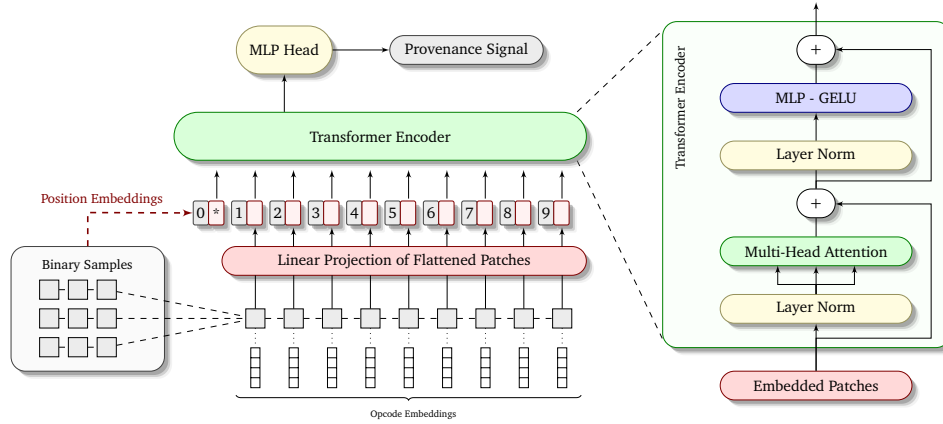 MLP Head
Provenance Signal
Transformer Encoder
Position Embeddings
0 * 1 2 3 4 5 6 7 8 9
Linear Projection of Flattened Patches
Binary Samples
Opcode Embeddings
Transformer Encoder
+
MLP - GELU
Layer Norm
+
Multi-Head Attention
Layer Norm
Embedded Patches